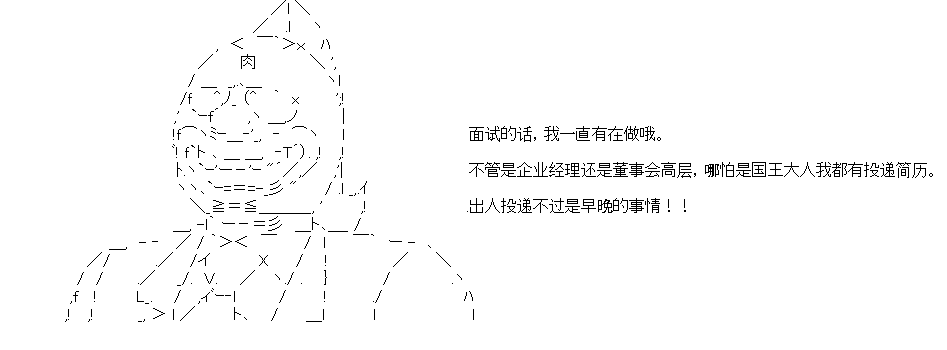 肉
面试的话，我一直有在做哦。
不管是企业经理还是董事会高层，哪怕是国王大人我都有投递简历。
出人投递不过是早晚的事情！！